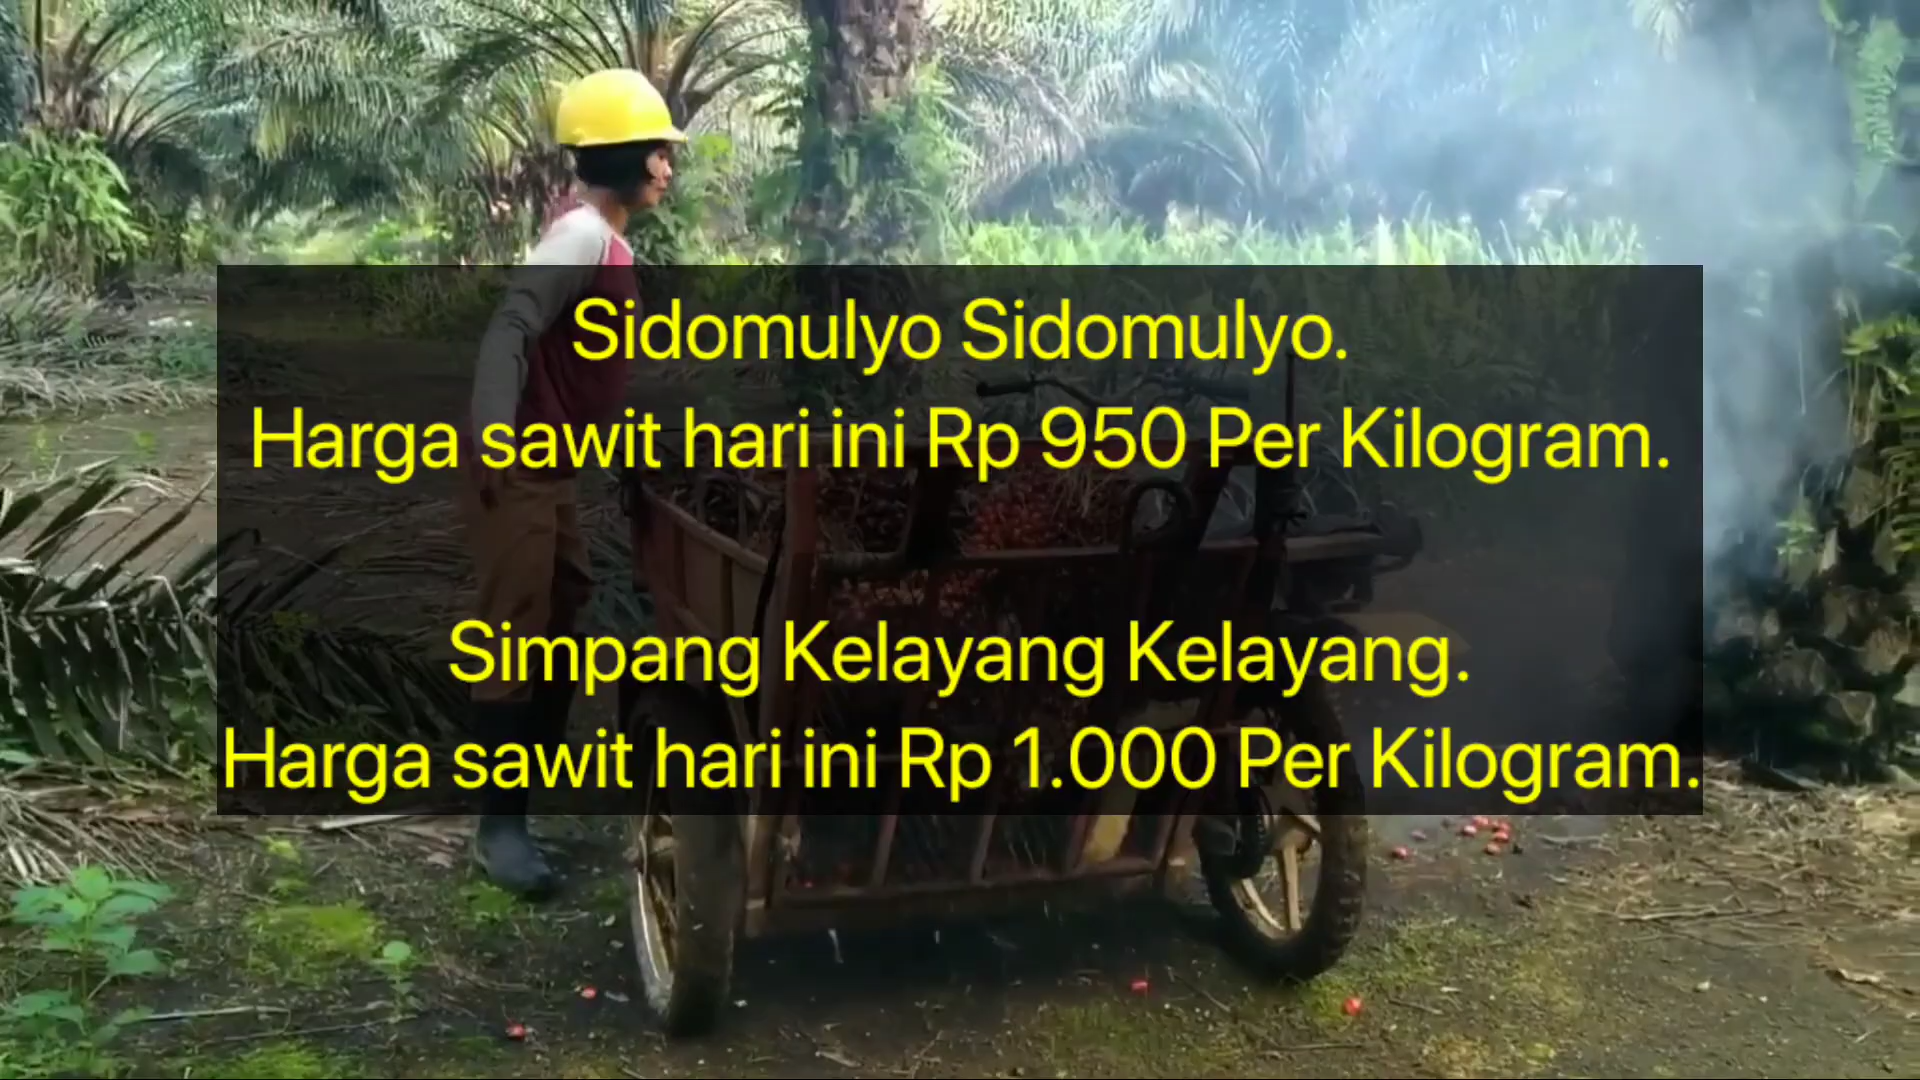 Sidomulyo Sidomulyo.
Harga sawit hari ini Rp 950 Per Kilogram.
Simpang Kelayang Kelayang.
Harga sawit hari ini Rp 1.000 Per Kilogram.